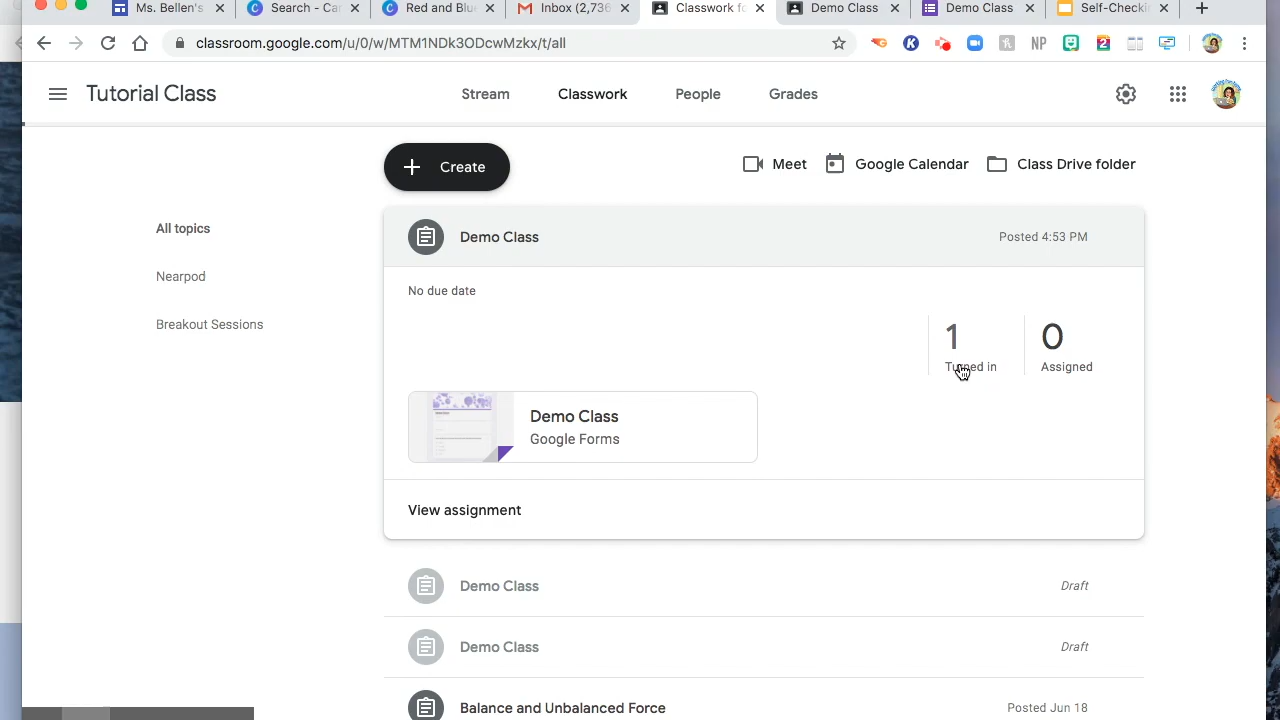 Ms. Bellen's
Search - Car
Red and Blue
Inbox (2,736
Classwork fo
Demo Class
Demo Class
Self-Checkin
classroom.google.com/u/0/w/MTM1NDk3ODcwMzkx/t/all
NP
Tutorial Class
Stream
Classwork
People
Grades
Create
Meet
Google Calendar
Class Drive folder
All topics
Nearpod
Breakout Sessions
Demo Class
Posted 4:53 PM
No due date
1
Turned in
0
Assigned
Demo Class
Google Forms
View assignment
Demo Class
Draft
Demo Class
Draft
Balance and Unbalanced Force
Posted Jun 18